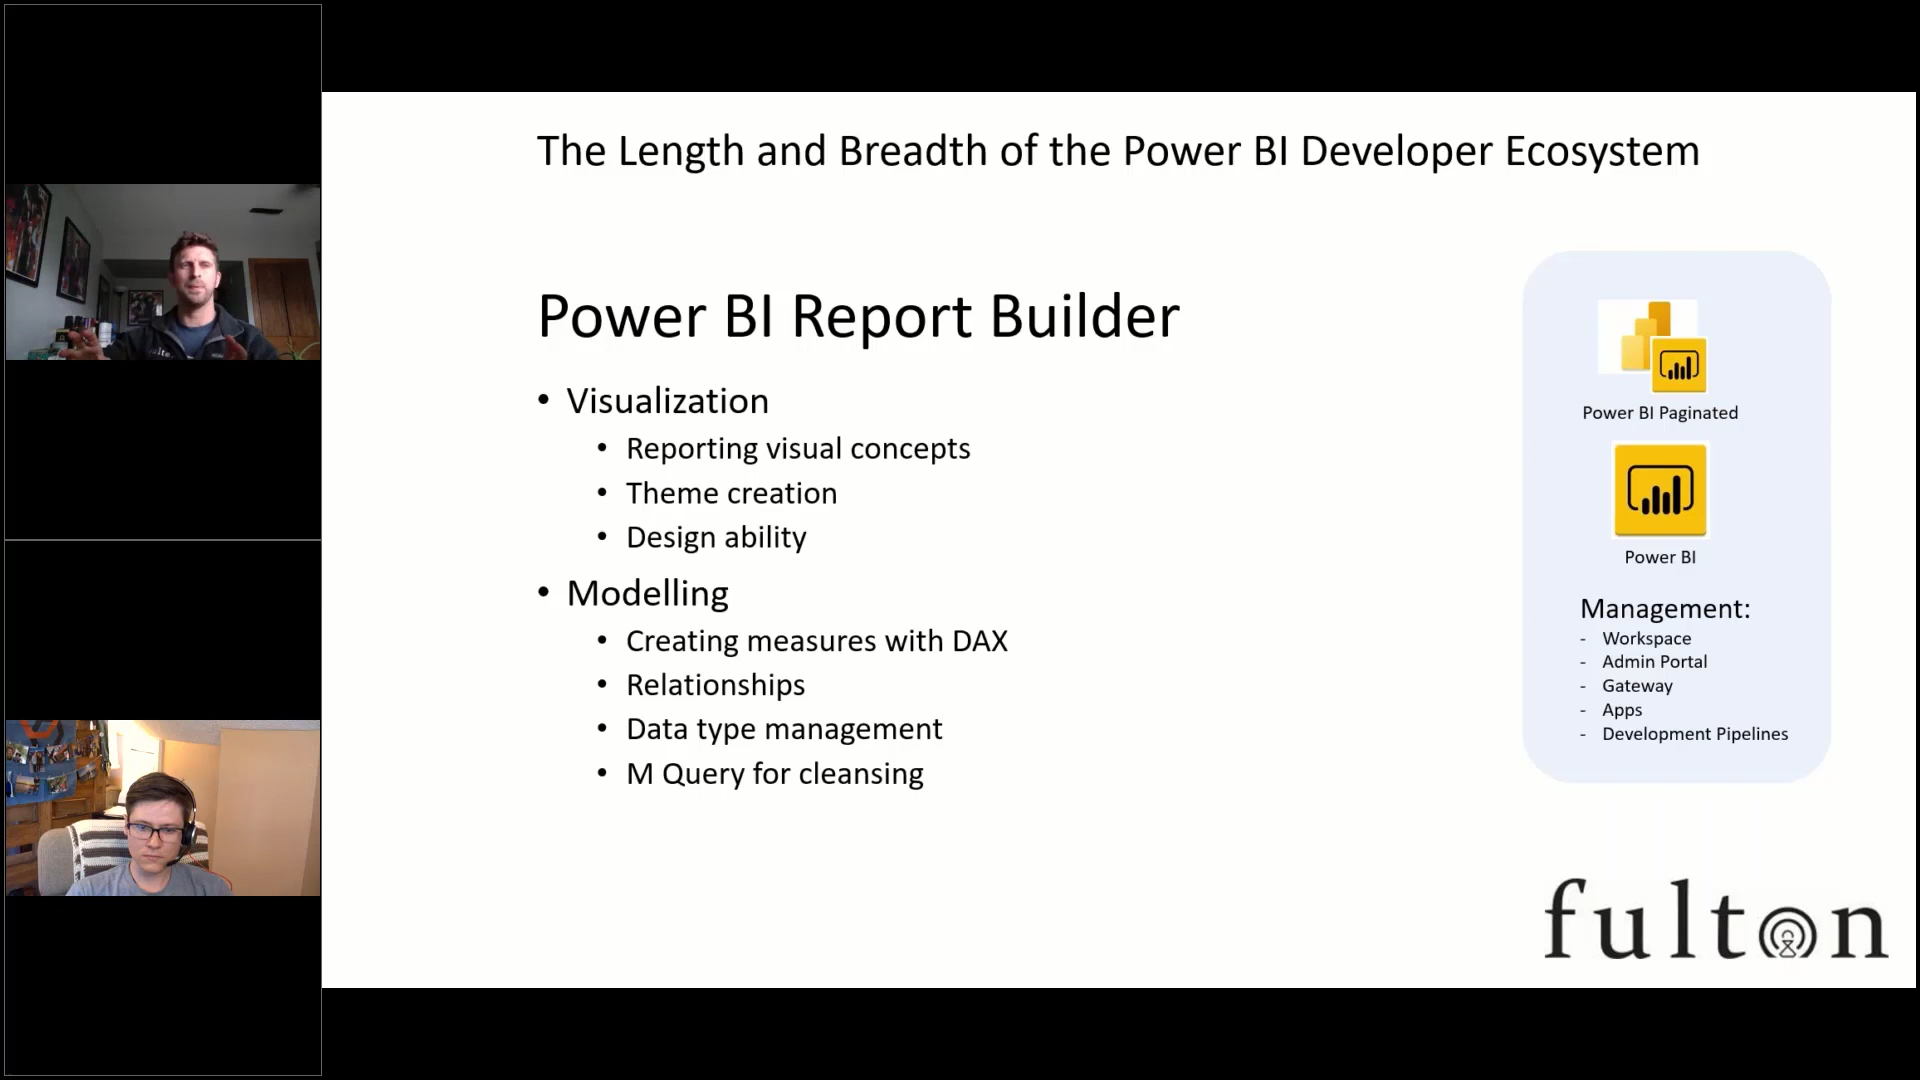 The Length and Breadth of the Power BI Developer Ecosystem
Power BI Report Builder
• Visualization
• Reporting visual concepts
• Theme creation
• Design ability
• Modelling
• Creating measures with DAX
• Relationships
• Data type management
• M Query for cleansing
Power BI Paginated
Power BI
Management:
- Workspace
- Admin Portal
- Gateway
- Apps
- Development Pipelines
fulton